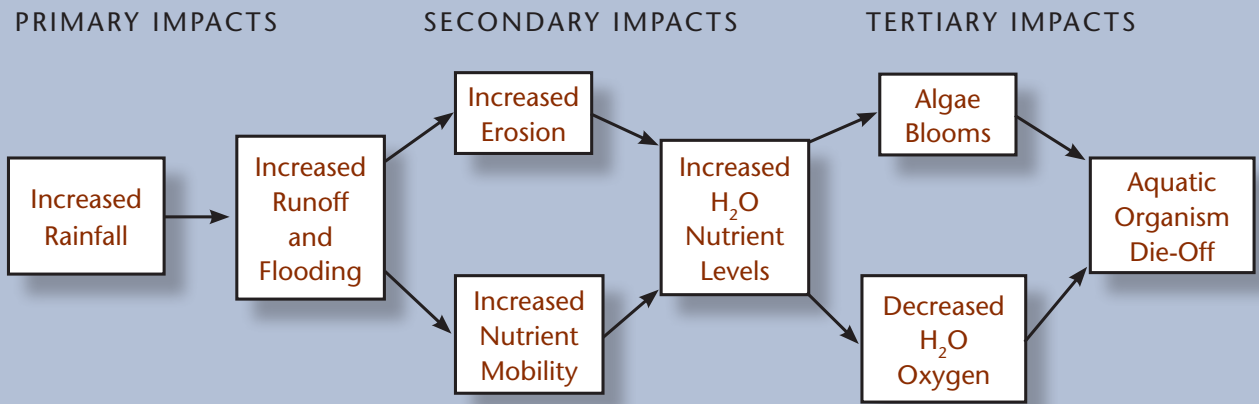 PRIMARY IMPACTS
SECONDARY IMPACTS
TERTIARY IMPACTS
Increased
Rainfall
Increased
Runoff
and
Flooding
Increased
Erosion
Increased
Nutrient
Mobility
Increased
H₂O
Nutrient
Levels
Algae
Blooms
Decreased
H₂O
Oxygen
Aquatic
Organism
Die-Off